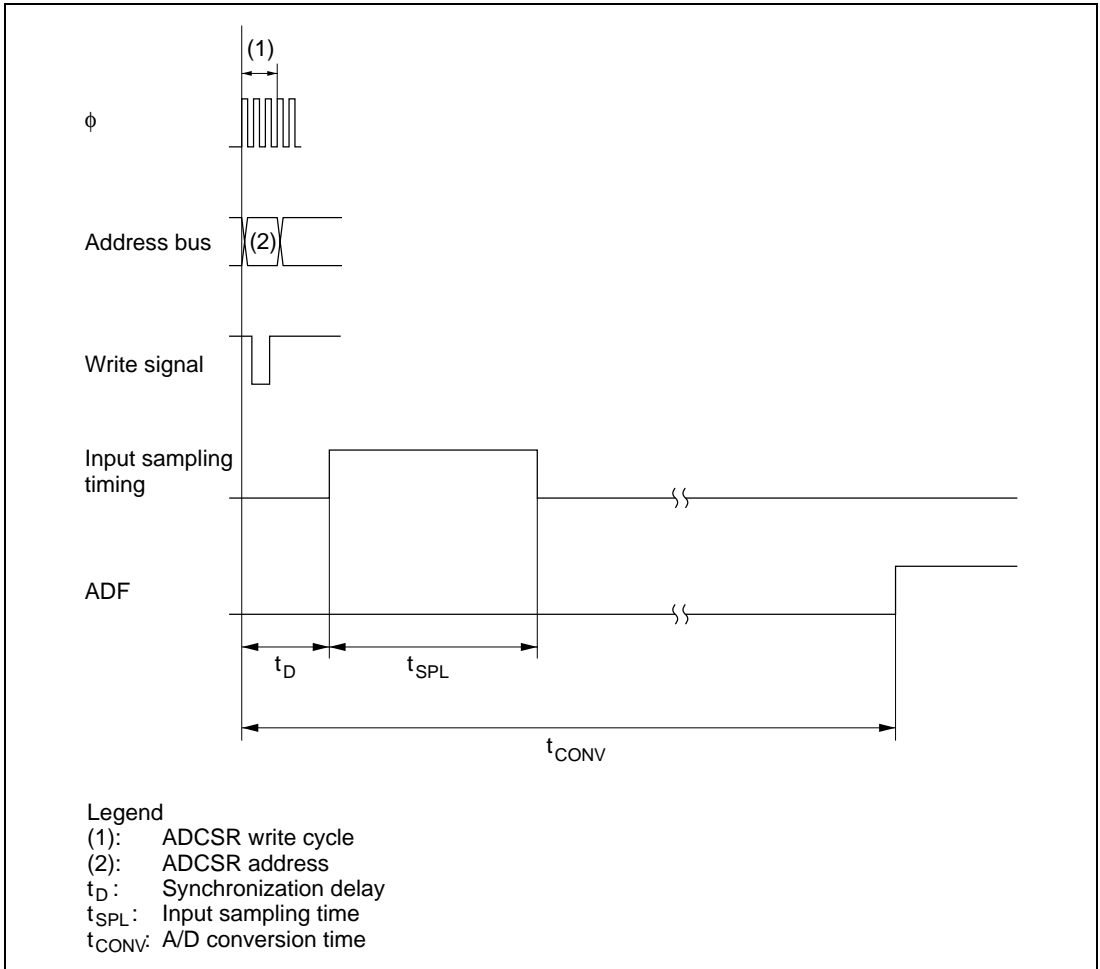 (1)
ϕ
Address bus
(2)
Write signal
Input sampling
timing
ADF
tD
tSPL
tCONV
Legend
(1): ADCSR write cycle
(2): ADCSR address
tD : Synchronization delay
tSPL: Input sampling time
tCONV: A/D conversion time